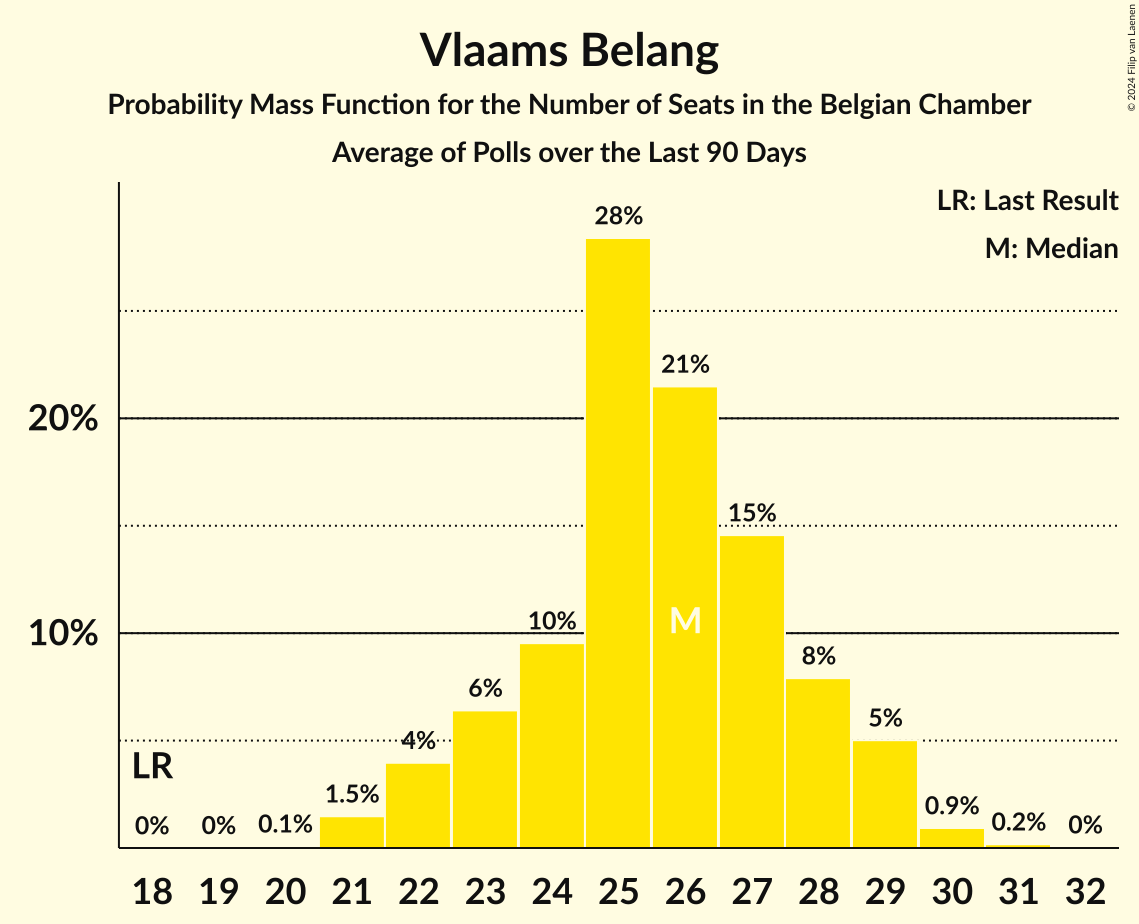 Vlaams Belang
Probability Mass Function for the Number of Seats in the Belgian Chamber
Average of Polls over the Last 90 Days
© 2024 Filip van Laenen
LR: Last Result
M: Median
28%
21%
20%
15%
M
10%
10%
8%
6%
5%
4%
LR
1.5%
0.9%
0%
0%
0.1%
0.2%
0%
18 19 20 21 22 23 24 25 26 27 28 29 30 31 32